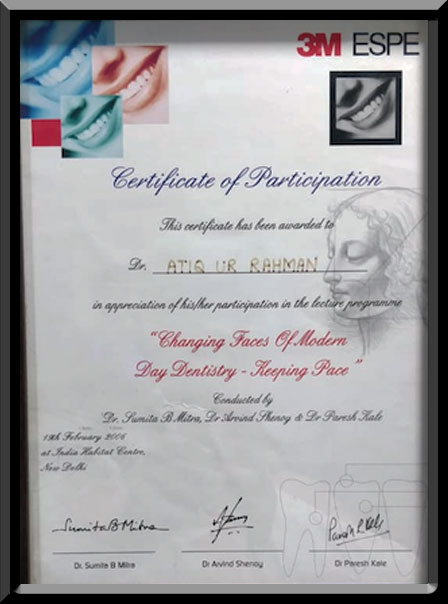 3M ESPE
Certificate of Participation
This certificate has been awarded to
Dr. ATIQ UR RAHMAN
in appreciation of his/her participation in the lecture programme
"Changing Faces Of Modern
Day Dentistry - Keeping Pace"
Conducted by
Dr. Sumita B Mitra, Dr Arvind Shenoy & Dr Paresh Kale
19th February 2006
at India Habitat Centre,
New Delhi
Sumita B Mitra
Dr. Sumita B Mitra
Dr Arvind Shenoy
Dr Paresh Kale